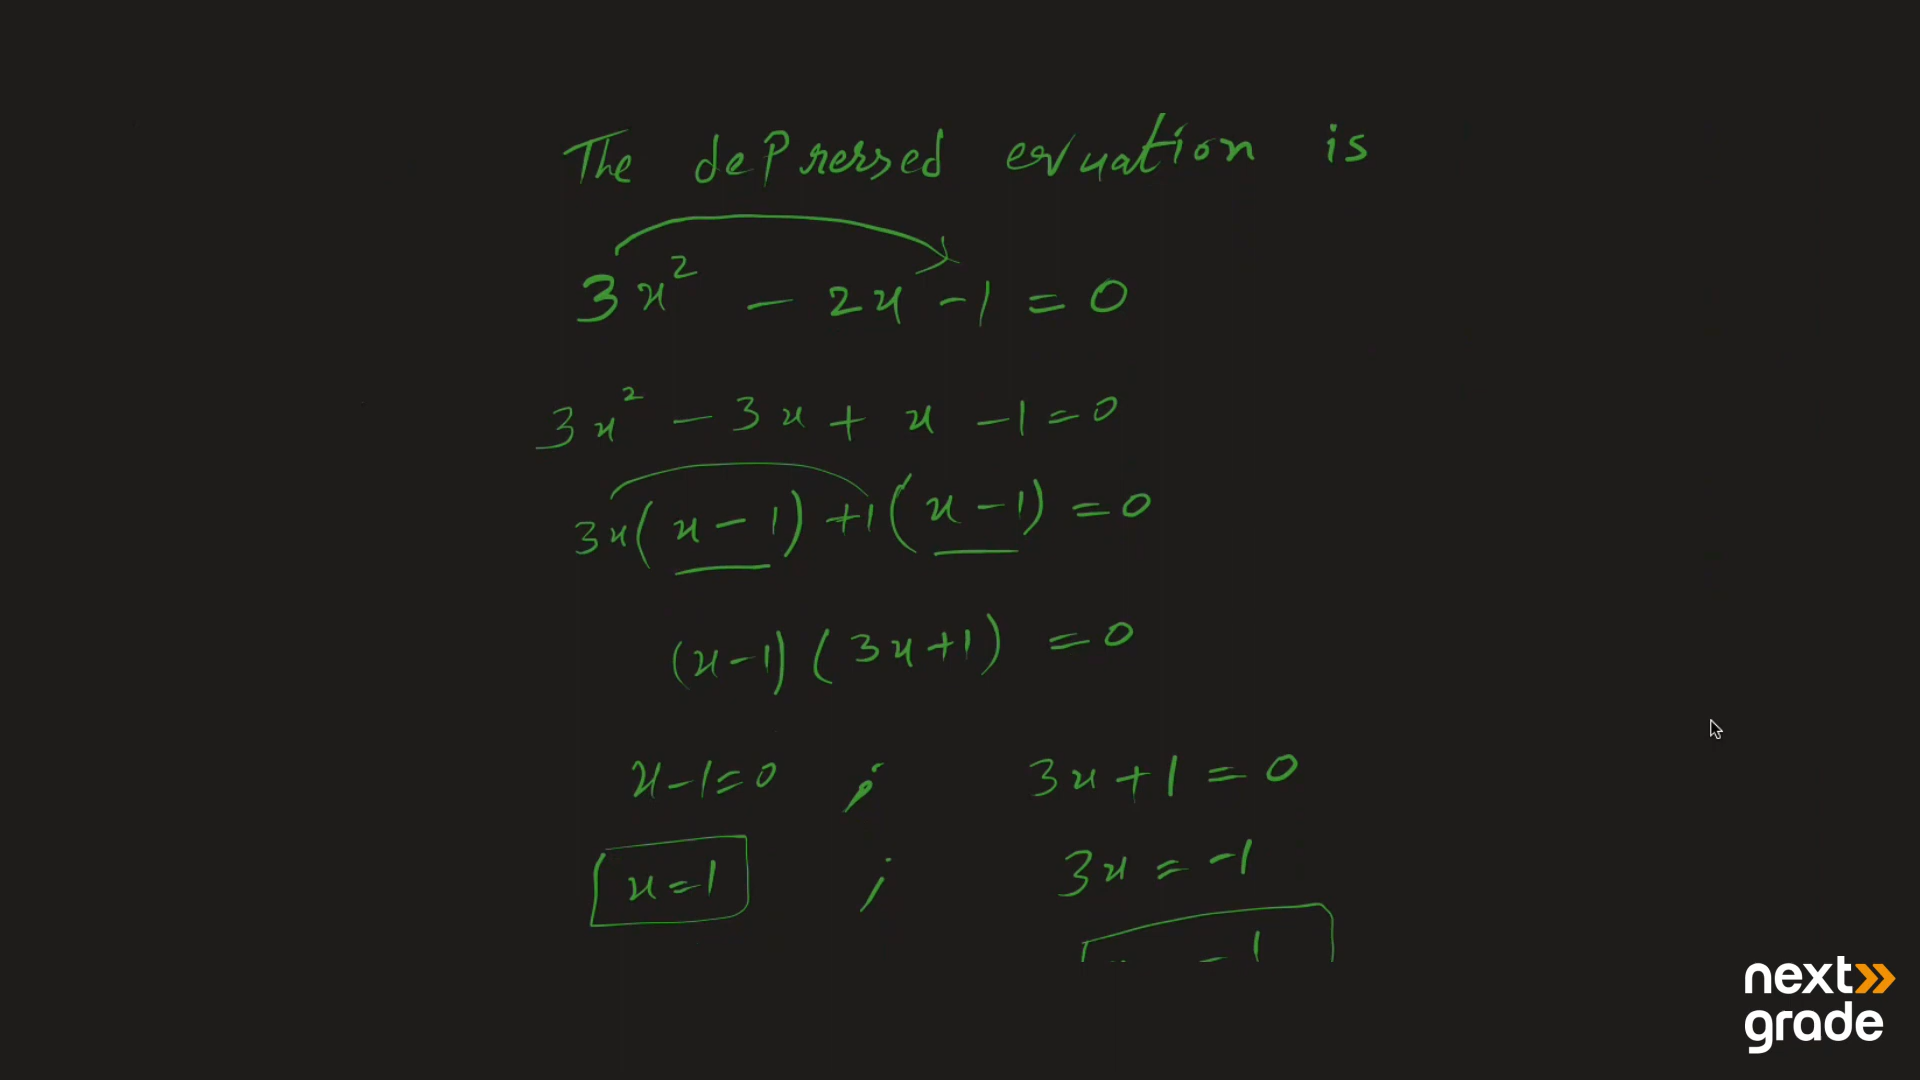 The depressed equation is
3x² - 2x - 1 = 0
3x² - 3x + x - 1 = 0
3x(x - 1) + 1(x - 1) = 0
(x - 1)(3x + 1) = 0
x - 1 = 0 ; 3x + 1 = 0
x = 1 ; 3x = -1
next
grade